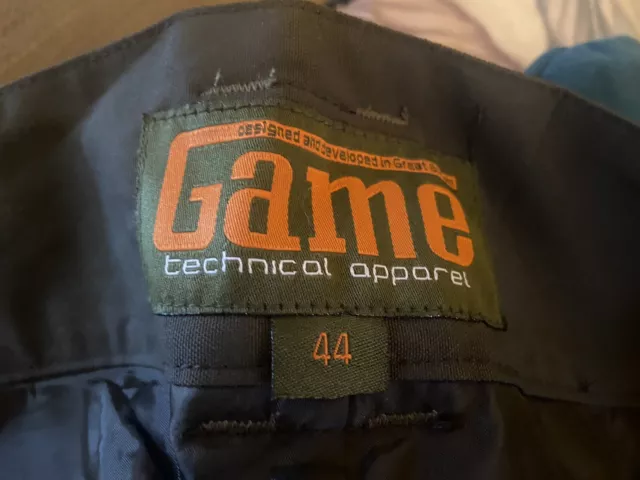 Designed and Developed in Great
Game
technical apparel
44